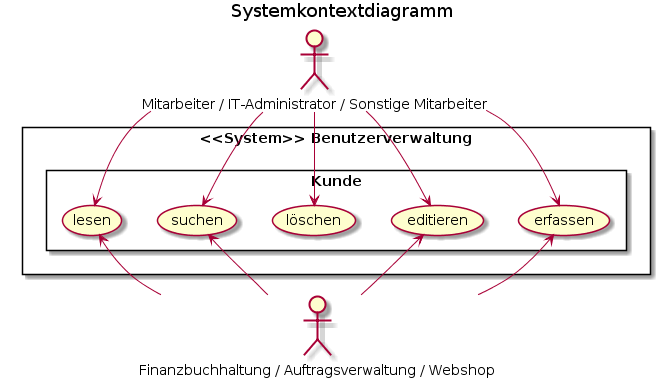 Systemkontextdiagramm
Mitarbeiter / IT-Administrator / Sonstige Mitarbeiter
<<System>> Benutzerverwaltung
Kunde
lesen suchen löschen editieren erfassen
Finanzbuchhaltung / Auftragsverwaltung / Webshop